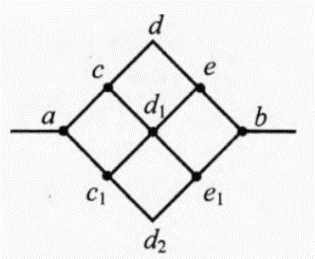 d
c e
a d₁ b
c₁ e₁
d₂